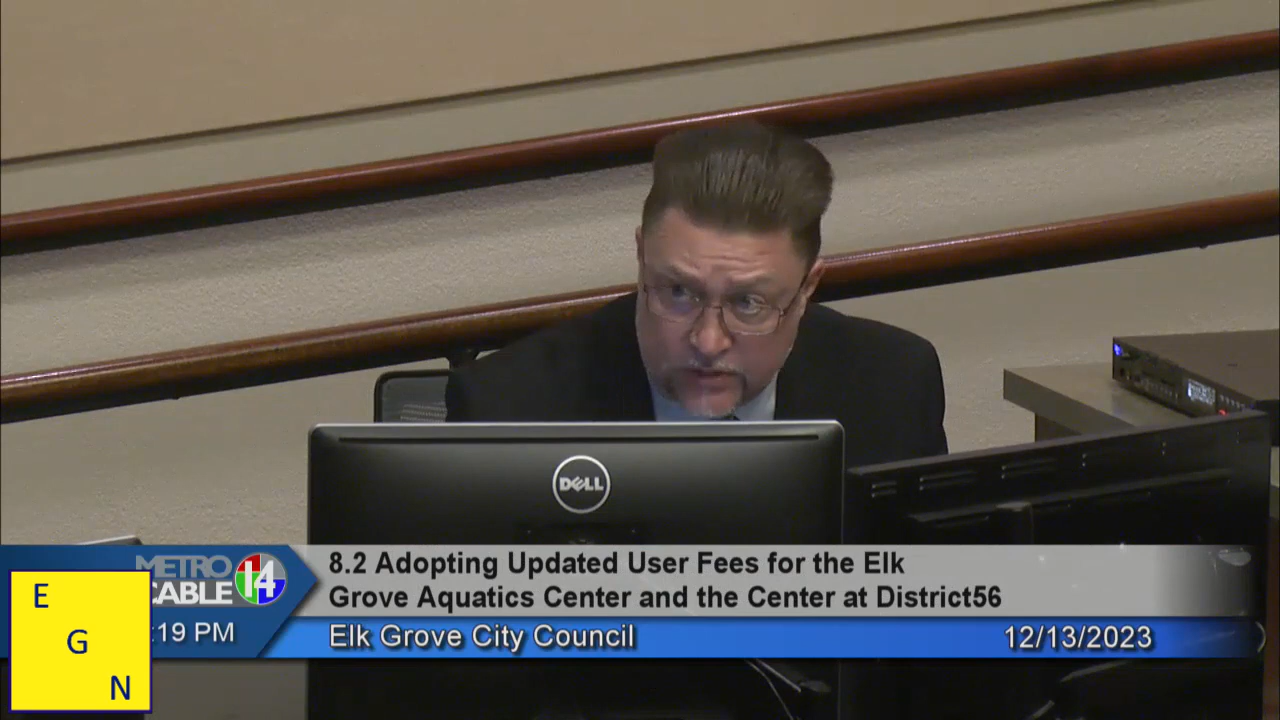 DELL
METRO
CABLE 14
8.2 Adopting Updated User Fees for the Elk
Grove Aquatics Center and the Center at District56
:19 PM
Elk Grove City Council
12/13/2023
E
G
N